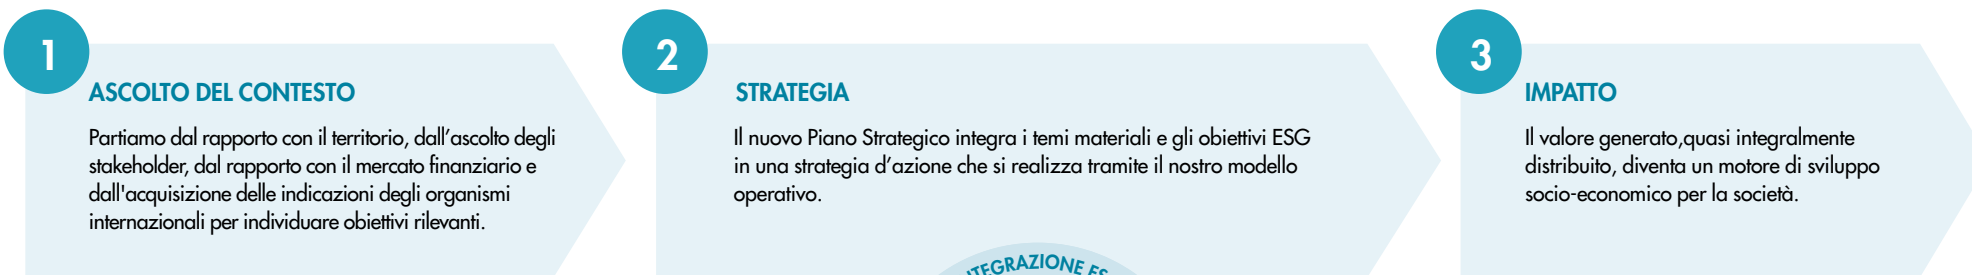 1
ASCOLTO DEL CONTESTO
Partiamo dal rapporto con il territorio, dall’ascolto degli
stakeholder, dal rapporto con il mercato finanziario e
dall'acquisizione delle indicazioni degli organismi
internazionali per individuare obiettivi rilevanti.
2
STRATEGIA
Il nuovo Piano Strategico integra i temi materiali e gli obiettivi ESG
in una strategia d’azione che si realizza tramite il nostro modello
operativo.
3
IMPATTO
Il valore generato,quasi integralmente
distribuito, diventa un motore di sviluppo
socio-economico per la società.